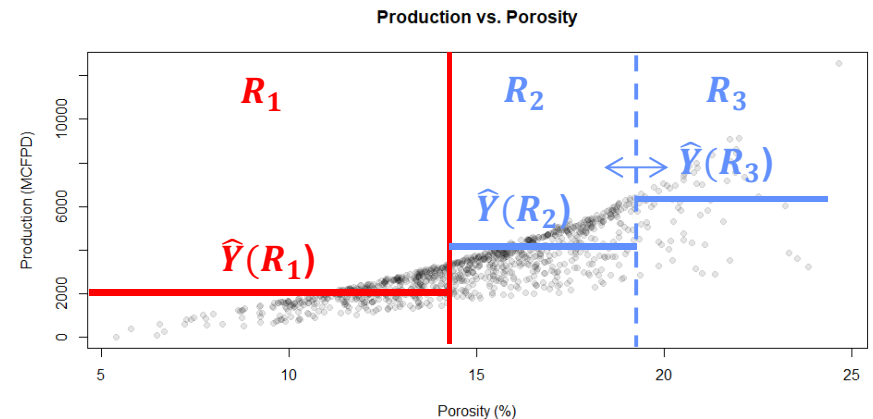 Production vs. Porosity
R1 R2 R3
Ŷ(R1) Ŷ(R2) Ŷ(R3)
Production (MCFPD)
0 2000 6000 10000
5 10 15 20 25
Porosity (%)